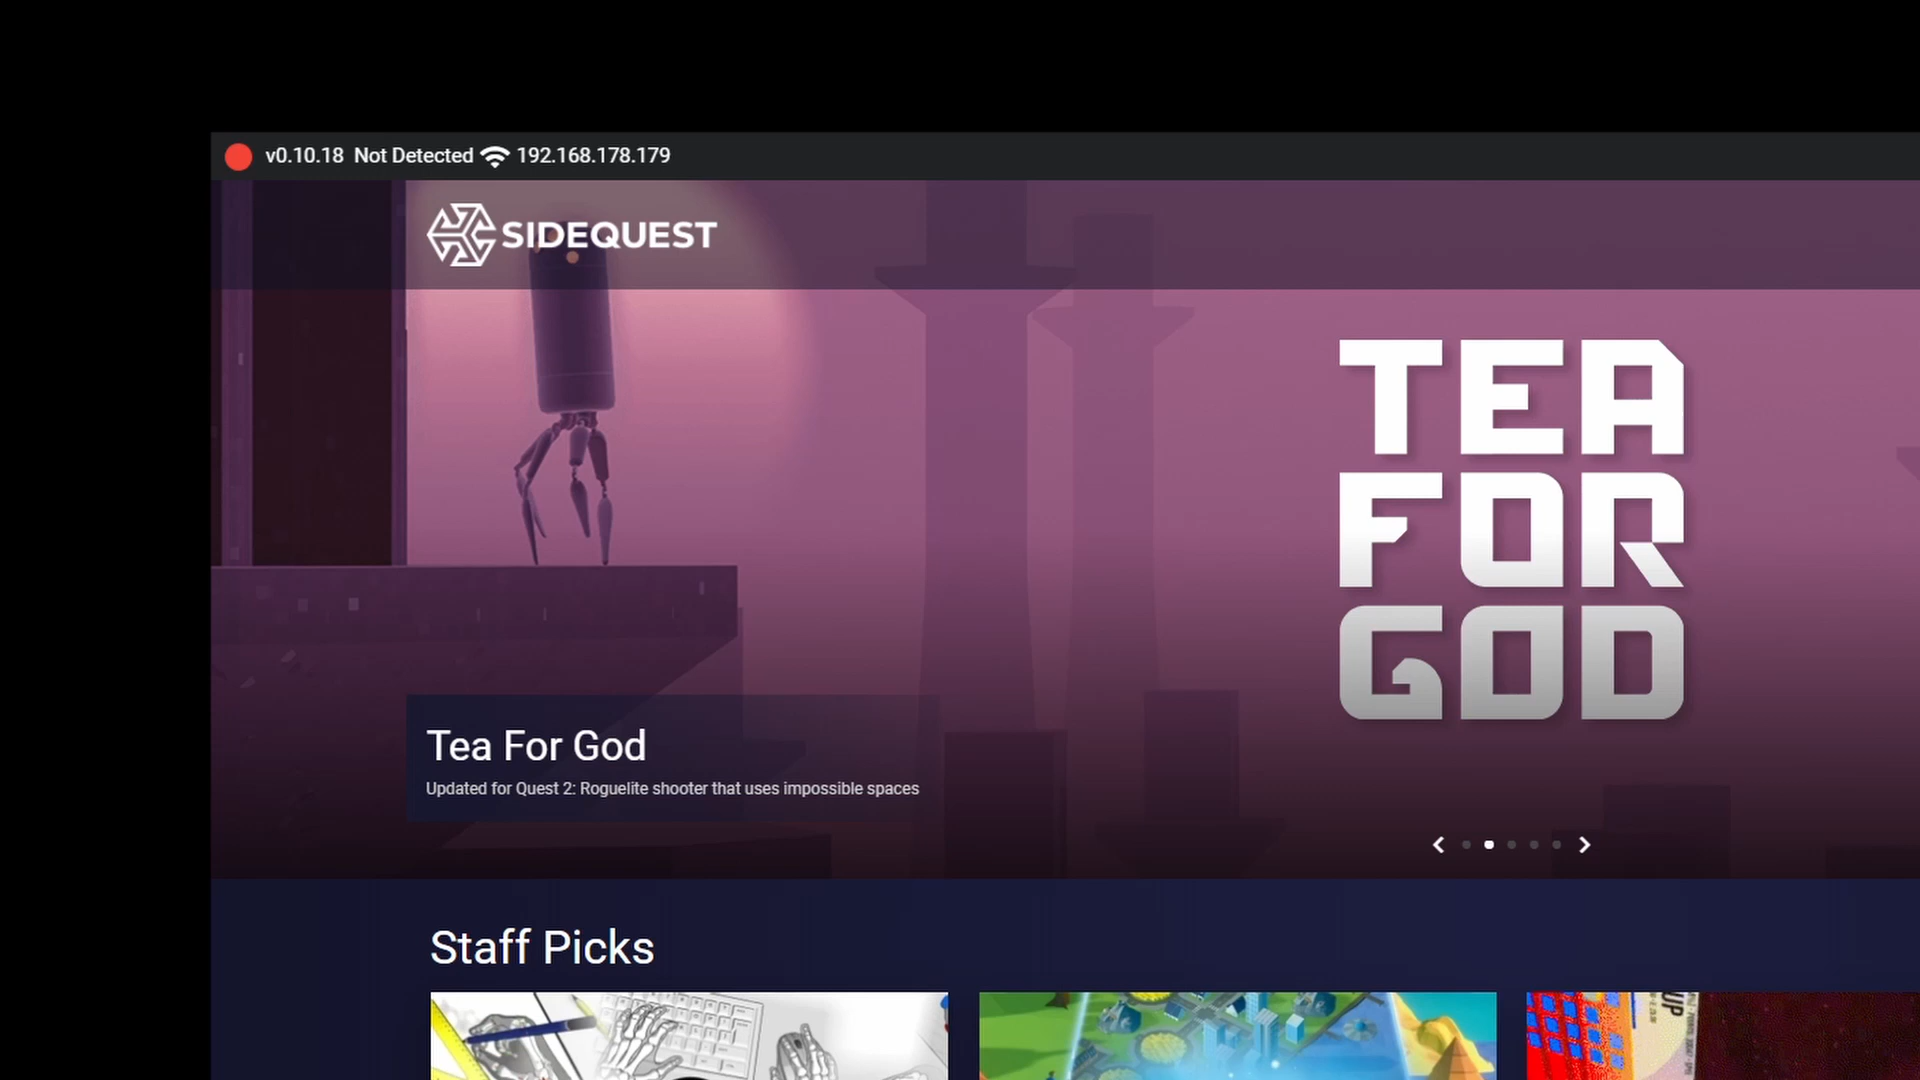 v0.10.18 Not Detected 192.168.178.179
SIDEQUEST
TEA
FOR
GOD
Tea For God
Updated for Quest 2: Roguelite shooter that uses impossible spaces
Staff Picks